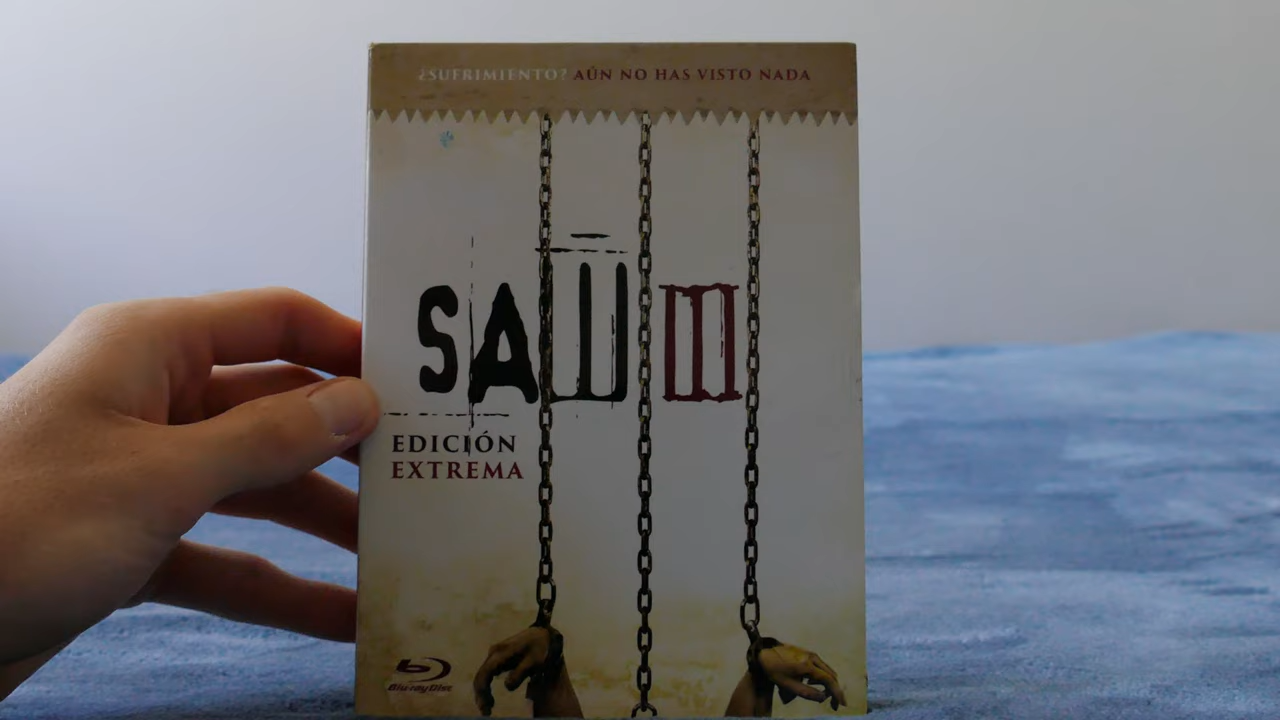 ¿SUFRIMIENTO? AÚN NO HAS VISTO NADA
SAW III
EDICIÓN
EXTREMA
Blu-ray Disc